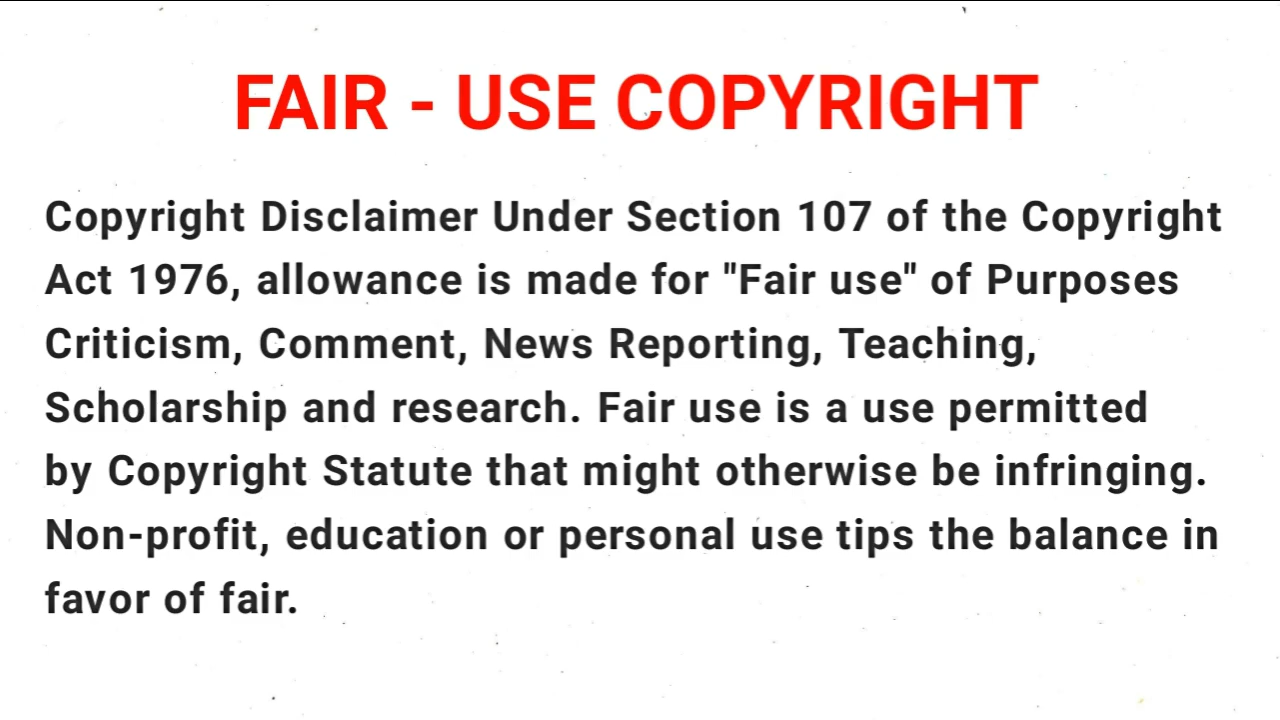 FAIR - USE COPYRIGHT
Copyright Disclaimer Under Section 107 of the Copyright
Act 1976, allowance is made for "Fair use" of Purposes
Criticism, Comment, News Reporting, Teaching,
Scholarship and research. Fair use is a use permitted
by Copyright Statute that might otherwise be infringing.
Non-profit, education or personal use tips the balance in
favor of fair.